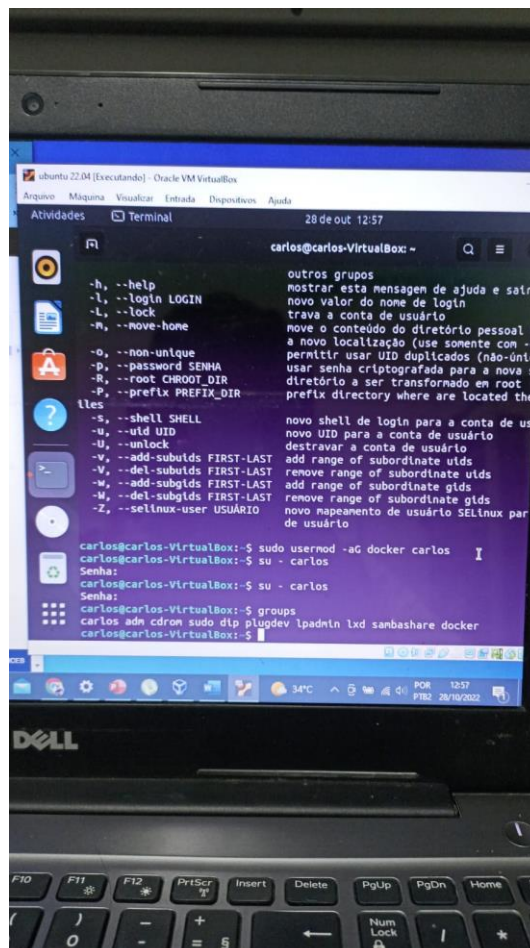 ubuntu 22.04 [Executando] - Oracle VM VirtualBox
Arquivo Máquina Visualizar Entrada Dispositivos Ajuda
Atividades Terminal 28 de out 12:57
carlos@carlos-VirtualBox: ~
outros grupos
-h, --help mostrar esta mensagem de ajuda e sair
-l, --login LOGIN novo valor do nome de login
-L, --lock trava a conta de usuário
-m, --move-home move o conteúdo do diretório pessoal
a novo localização (use somente com -
-o, --non-unique permitir usar UID duplicados (não-úni
-p, --password SENHA usar senha criptografada para a nova
-R, --root CHROOT_DIR diretório a ser transformado em root
-P, --prefix PREFIX_DIR prefix directory where are located the
iles
-s, --shell SHELL novo shell de login para a conta de us
-u, --uid UID novo UID para a conta de usuário
-U, --unlock destravar a conta de usuário
-v, --add-subuids FIRST-LAST add range of subordinate uids
-V, --del-subuids FIRST-LAST remove range of subordinate uids
-w, --add-subgids FIRST-LAST add range of subordinate gids
-W, --del-subgids FIRST-LAST remove range of subordinate gids
-Z, --selinux-user USUÁRIO novo mapeamento de usuário SELinux par
de usuário
carlos@carlos-VirtualBox:~$ sudo usermod -aG docker carlos
carlos@carlos-VirtualBox:~$ su - carlos
Senha:
carlos@carlos-VirtualBox:~$ su - carlos
Senha:
carlos@carlos-VirtualBox:~$ groups
carlos adm cdrom sudo dip plugdev lpadmin lxd sambashare docker
carlos@carlos-VirtualBox:~$
34°C POR 12:57
PTB2 28/10/2022
DELL
F10 F11 F12 PrtScr Insert Delete PgUp PgDn Home
) _ + Num Lock / *
0 - = §